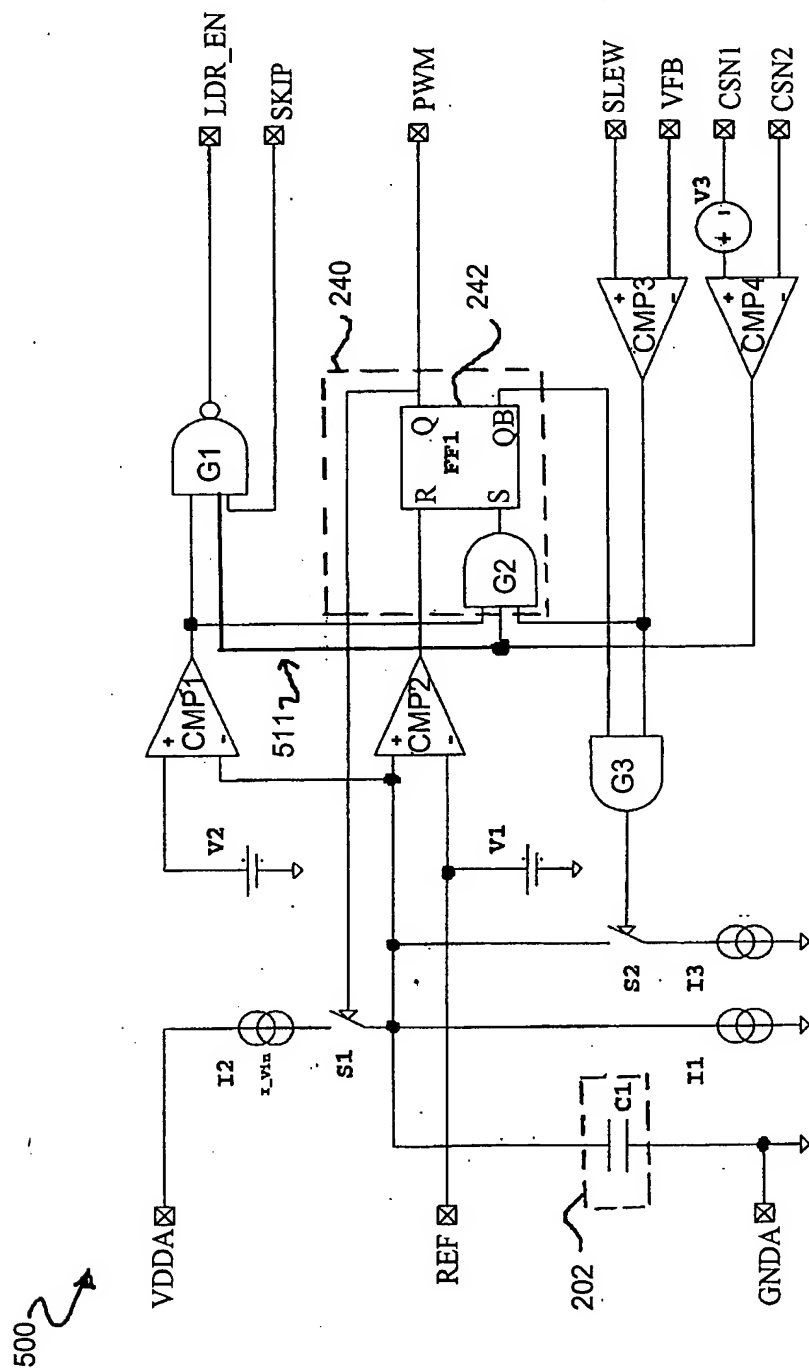 500
VDDA
I2
I_Vin
S1
REF
202
C1
GNDA
I1
S2
I3
V2
V1
+
-
CMP1
511
+
-
CMP2
G3
G1
LDR_EN
SKIP
240
242
R
Q
FF1
S
QB
G2
PWM
+
-
CMP3
SLEW
VFB
+
-
CMP4
+ -
V3
CSN1
CSN2